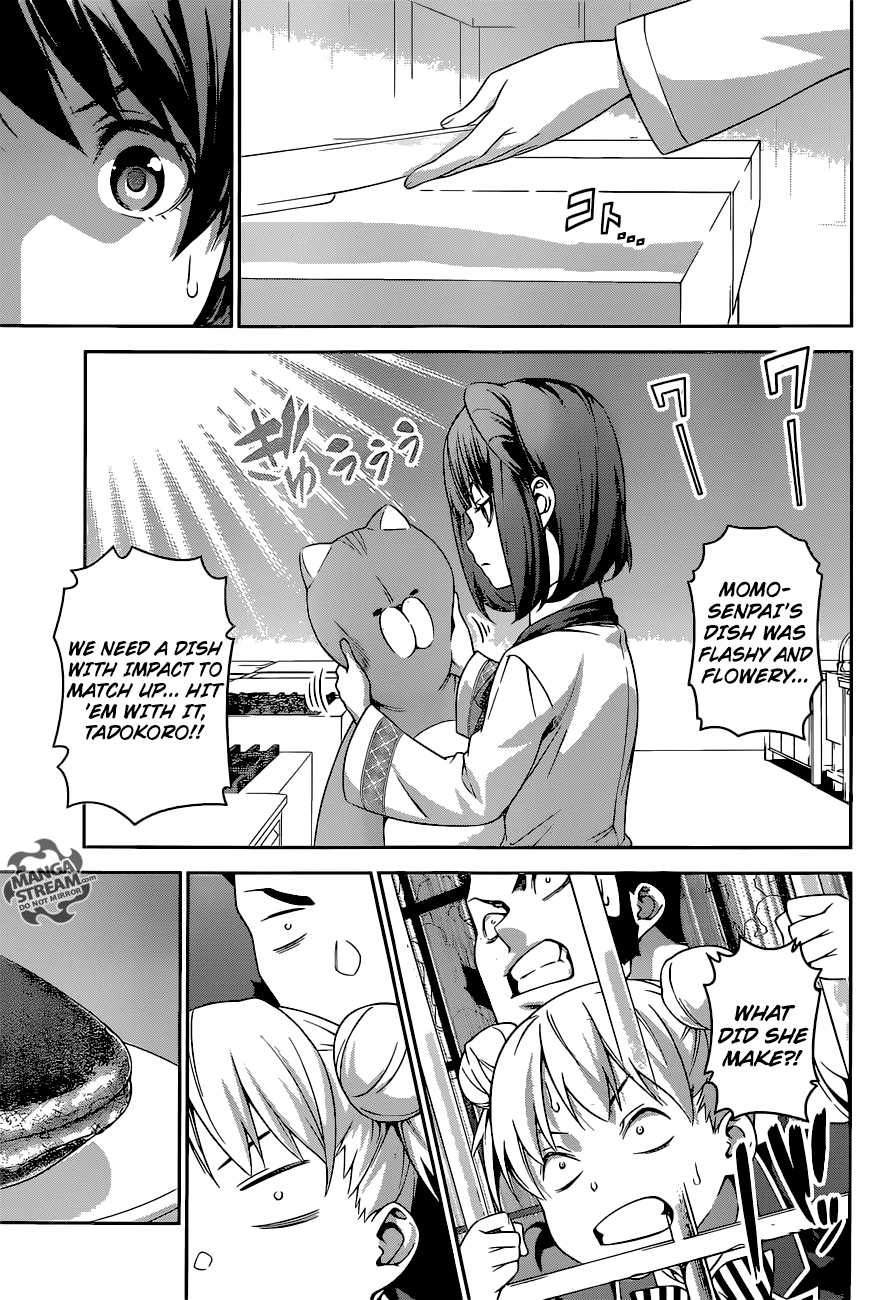 ヨト...
ワー
ワー
MOMO-
SENPAI'S
DISH WAS
FLASHY AND
FLOWERY...
ぎゅううう
WE NEED A DISH
WITH IMPACT TO
MATCH UP... HIT
'EM WITH IT,
TADOKORO!!
WHAT
DID SHE
MAKE?!
MANGA
STREAM.COM
DO NOT MIRROR